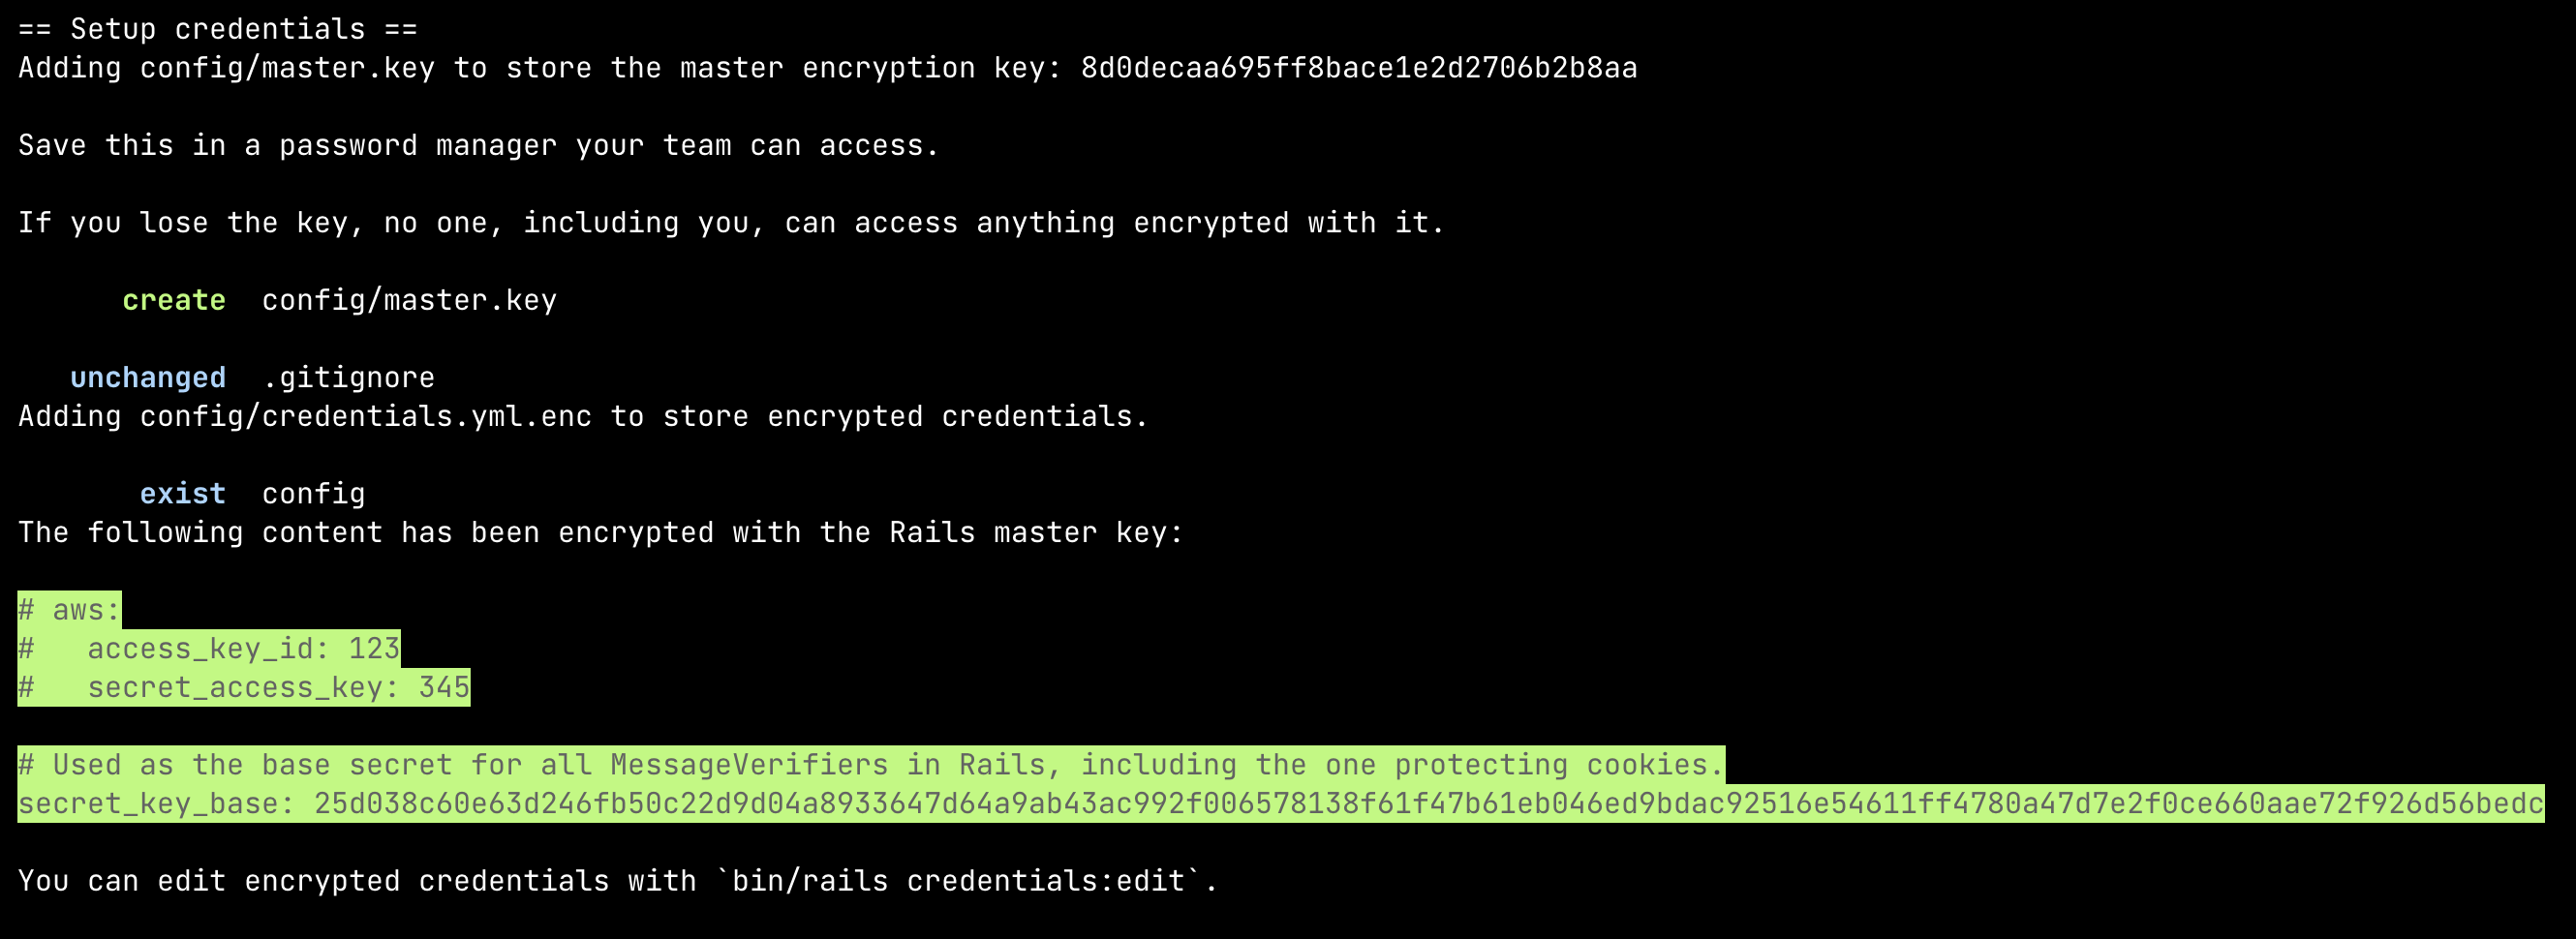 == Setup credentials ==
Adding config/master.key to store the master encryption key: 8d0decaa695ff8bace1e2d2706b2b8aa
Save this in a password manager your team can access.
If you lose the key, no one, including you, can access anything encrypted with it.
create  config/master.key
unchanged  .gitignore
Adding config/credentials.yml.enc to store encrypted credentials.
exist  config
The following content has been encrypted with the Rails master key:
# aws:
#   access_key_id: 123
#   secret_access_key: 345
# Used as the base secret for all MessageVerifiers in Rails, including the one protecting cookies.
secret_key_base: 25d038c60e63d246fb50c22d9d04a8933647d64a9ab43ac992f006578138f61f47b61eb046ed9bdac92516e54611ff4780a47d7e2f0ce660aae72f926d56bedc
You can edit encrypted credentials with `bin/rails credentials:edit`.